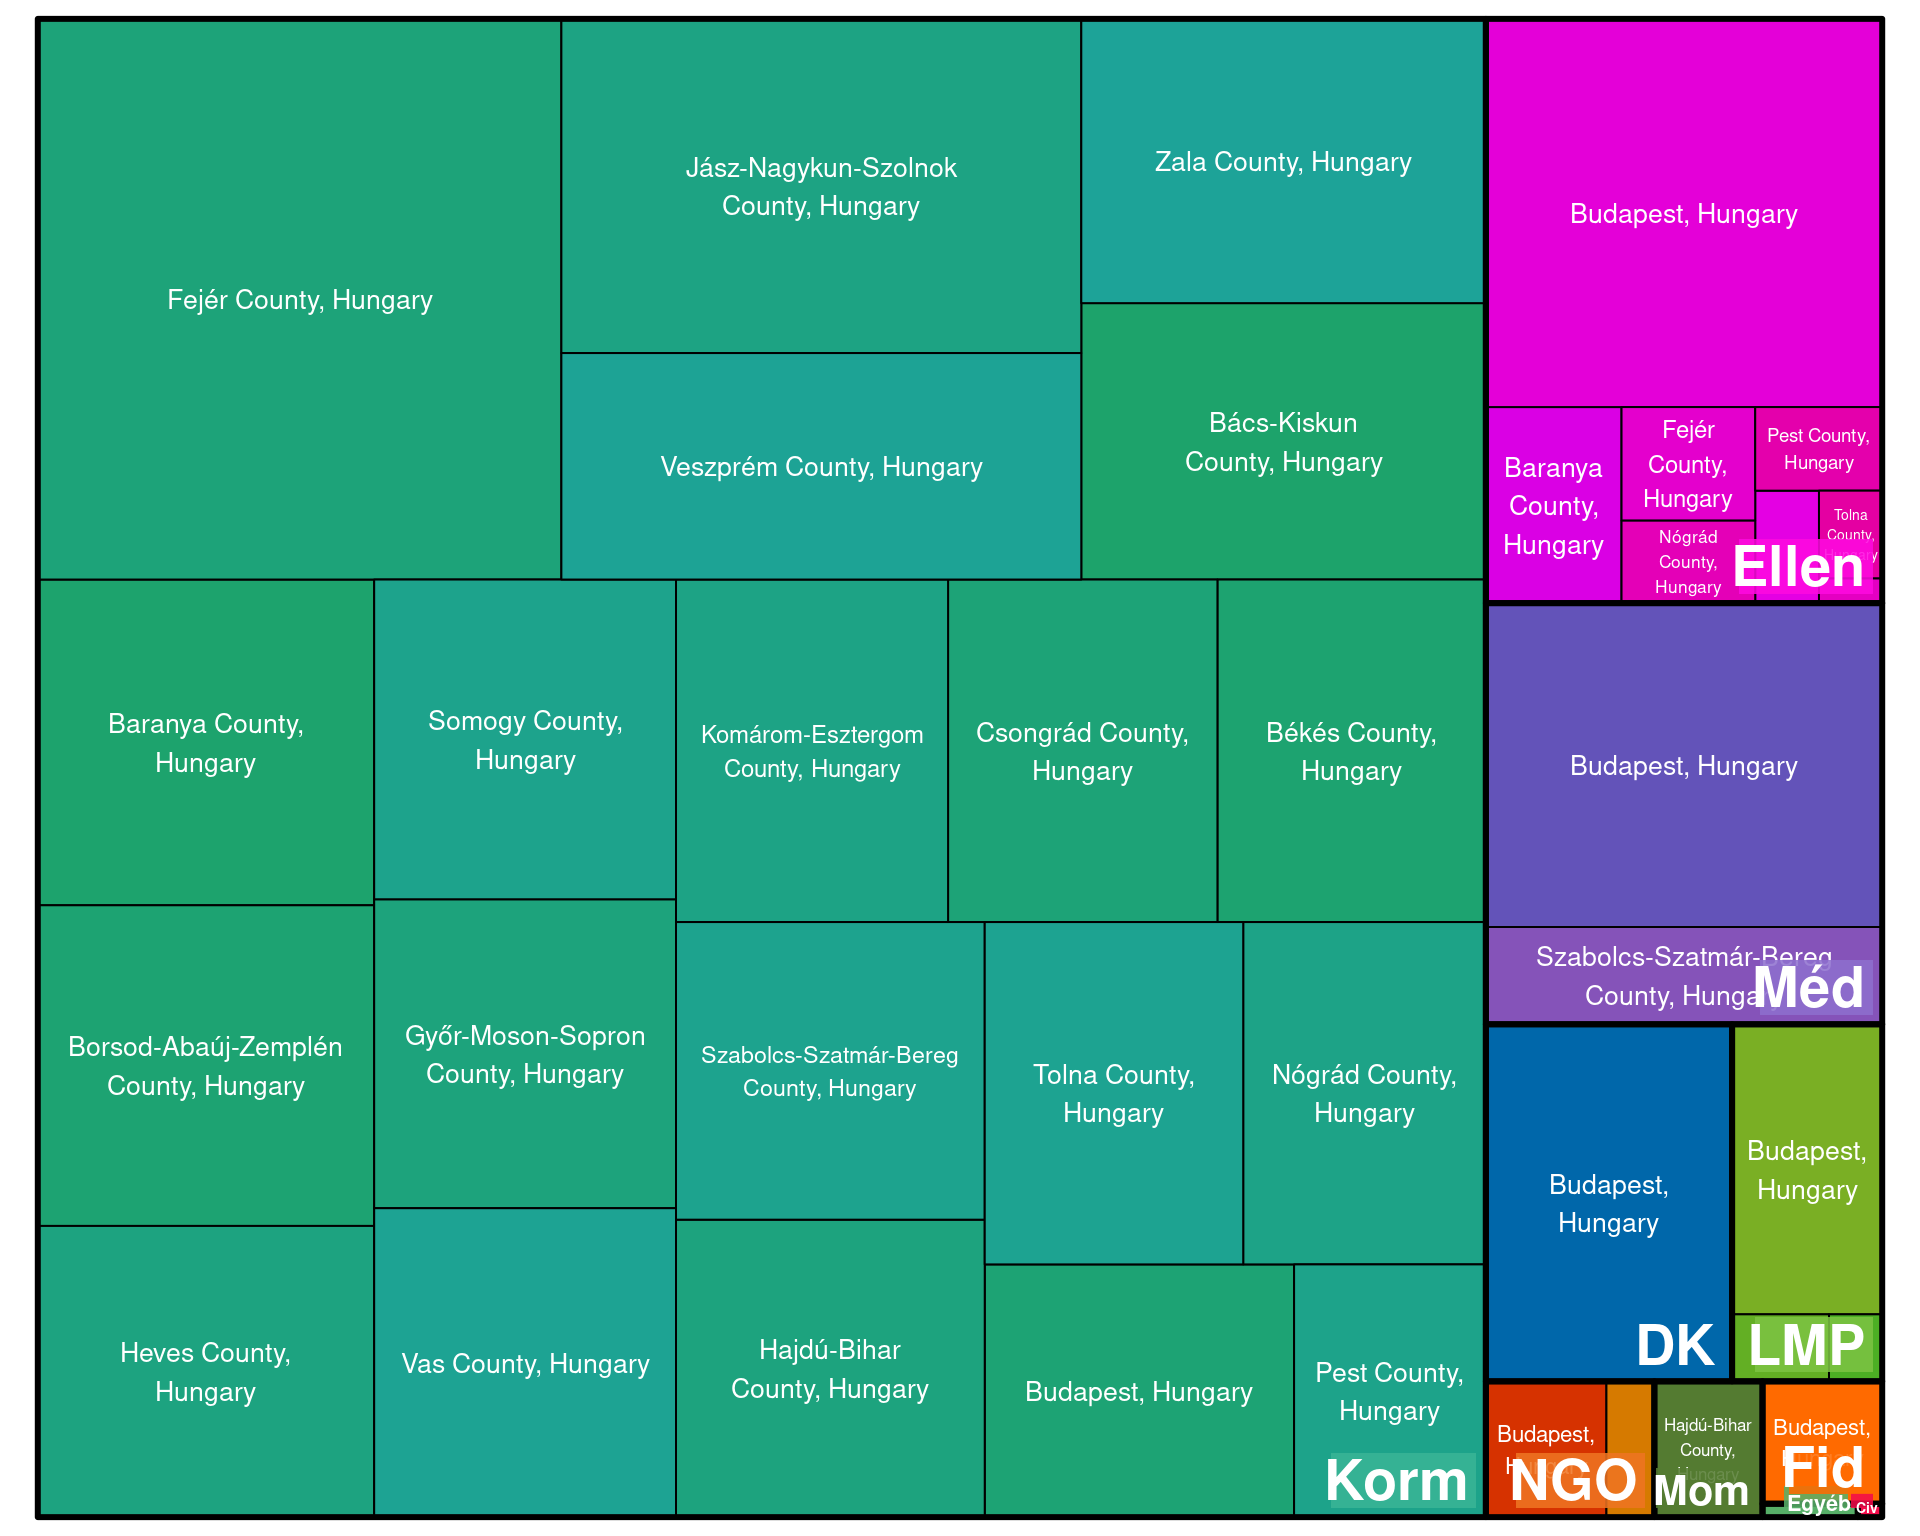 Fejér County, Hungary
Jász-Nagykun-Szolnok
County, Hungary
Zala County, Hungary
Veszprém County, Hungary
Bács-Kiskun
County, Hungary
Baranya County,
Hungary
Somogy County,
Hungary
Komárom-Esztergom
County, Hungary
Csongrád County,
Hungary
Békés County,
Hungary
Borsod-Abaúj-Zemplén
County, Hungary
Győr-Moson-Sopron
County, Hungary
Szabolcs-Szatmár-Bereg
County, Hungary
Tolna County,
Hungary
Nógrád County,
Hungary
Heves County,
Hungary
Vas County, Hungary
Hajdú-Bihar
County, Hungary
Budapest, Hungary
Pest County,
Hungary
Korm
Budapest, Hungary
Baranya
County,
Hungary
Fejér
County,
Hungary
Pest County,
Hungary
Nógrád
County,
Hungary
Tolna
County,
Hungary
Ellen
Budapest, Hungary
Szabolcs-Szatmár-Bereg
County, Hungary
Méd
Budapest,
Hungary
DK
Budapest,
Hungary
LMP
Budapest,
NGO
Hajdú-Bihar
County,
Hungary
Mom
Budapest,
Fid
Egyéb
Civ